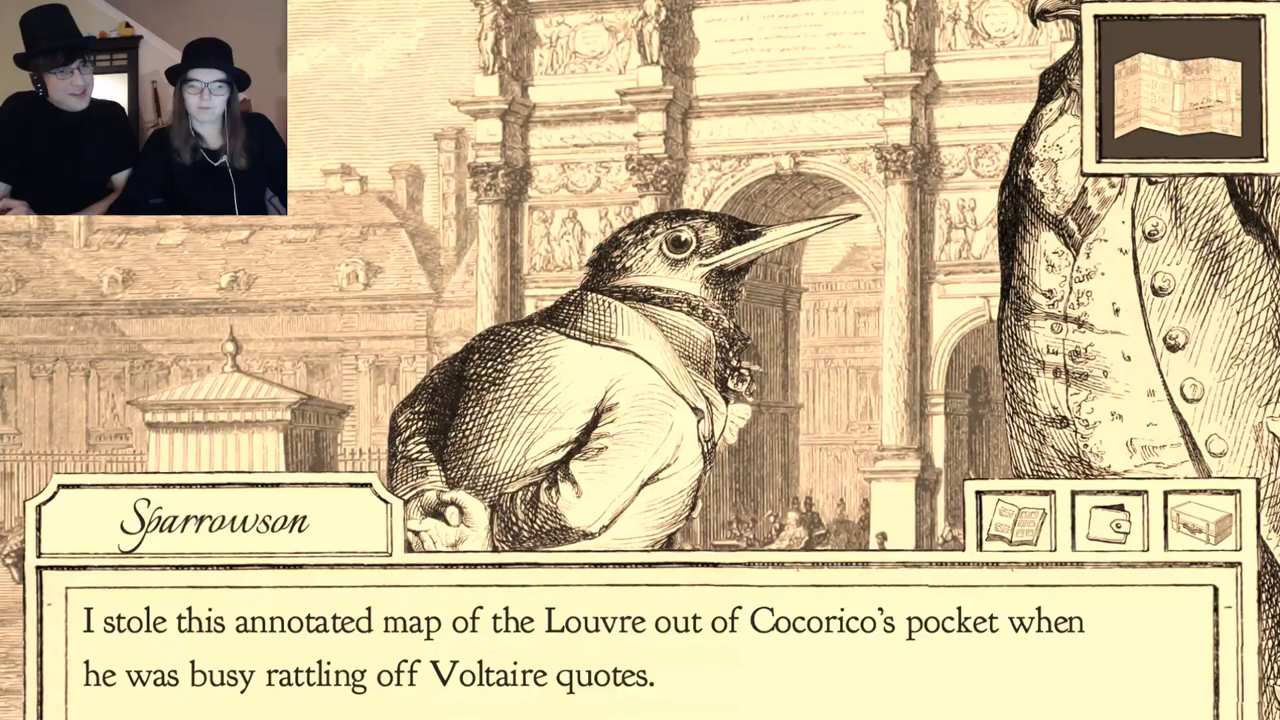 Sparrowson
I stole this annotated map of the Louvre out of Cocorico's pocket when
he was busy rattling off Voltaire quotes.